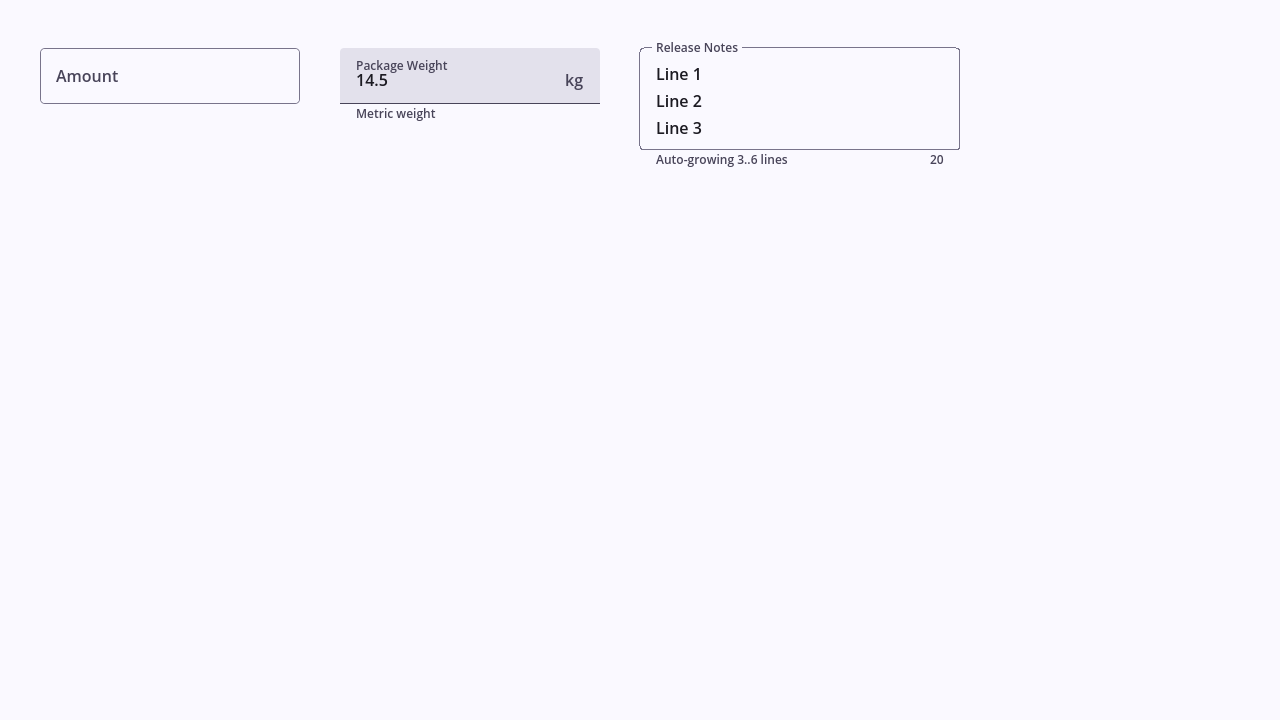 Amount
Package Weight
14.5 kg
Metric weight
Release Notes
Line 1
Line 2
Line 3
Auto-growing 3..6 lines 20